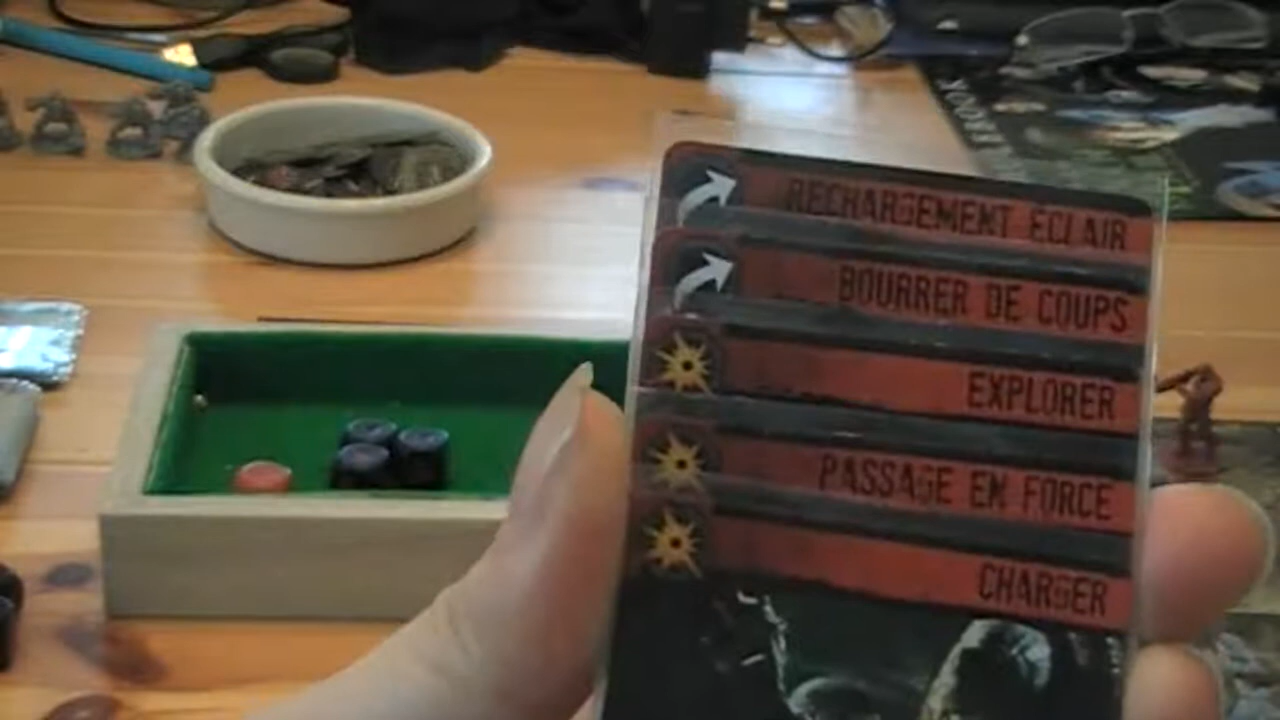 RECHARGEMENT ECLAIR
BOURRER DE COUPS
EXPLORER
PASSAGE EN FORCE
CHARGER